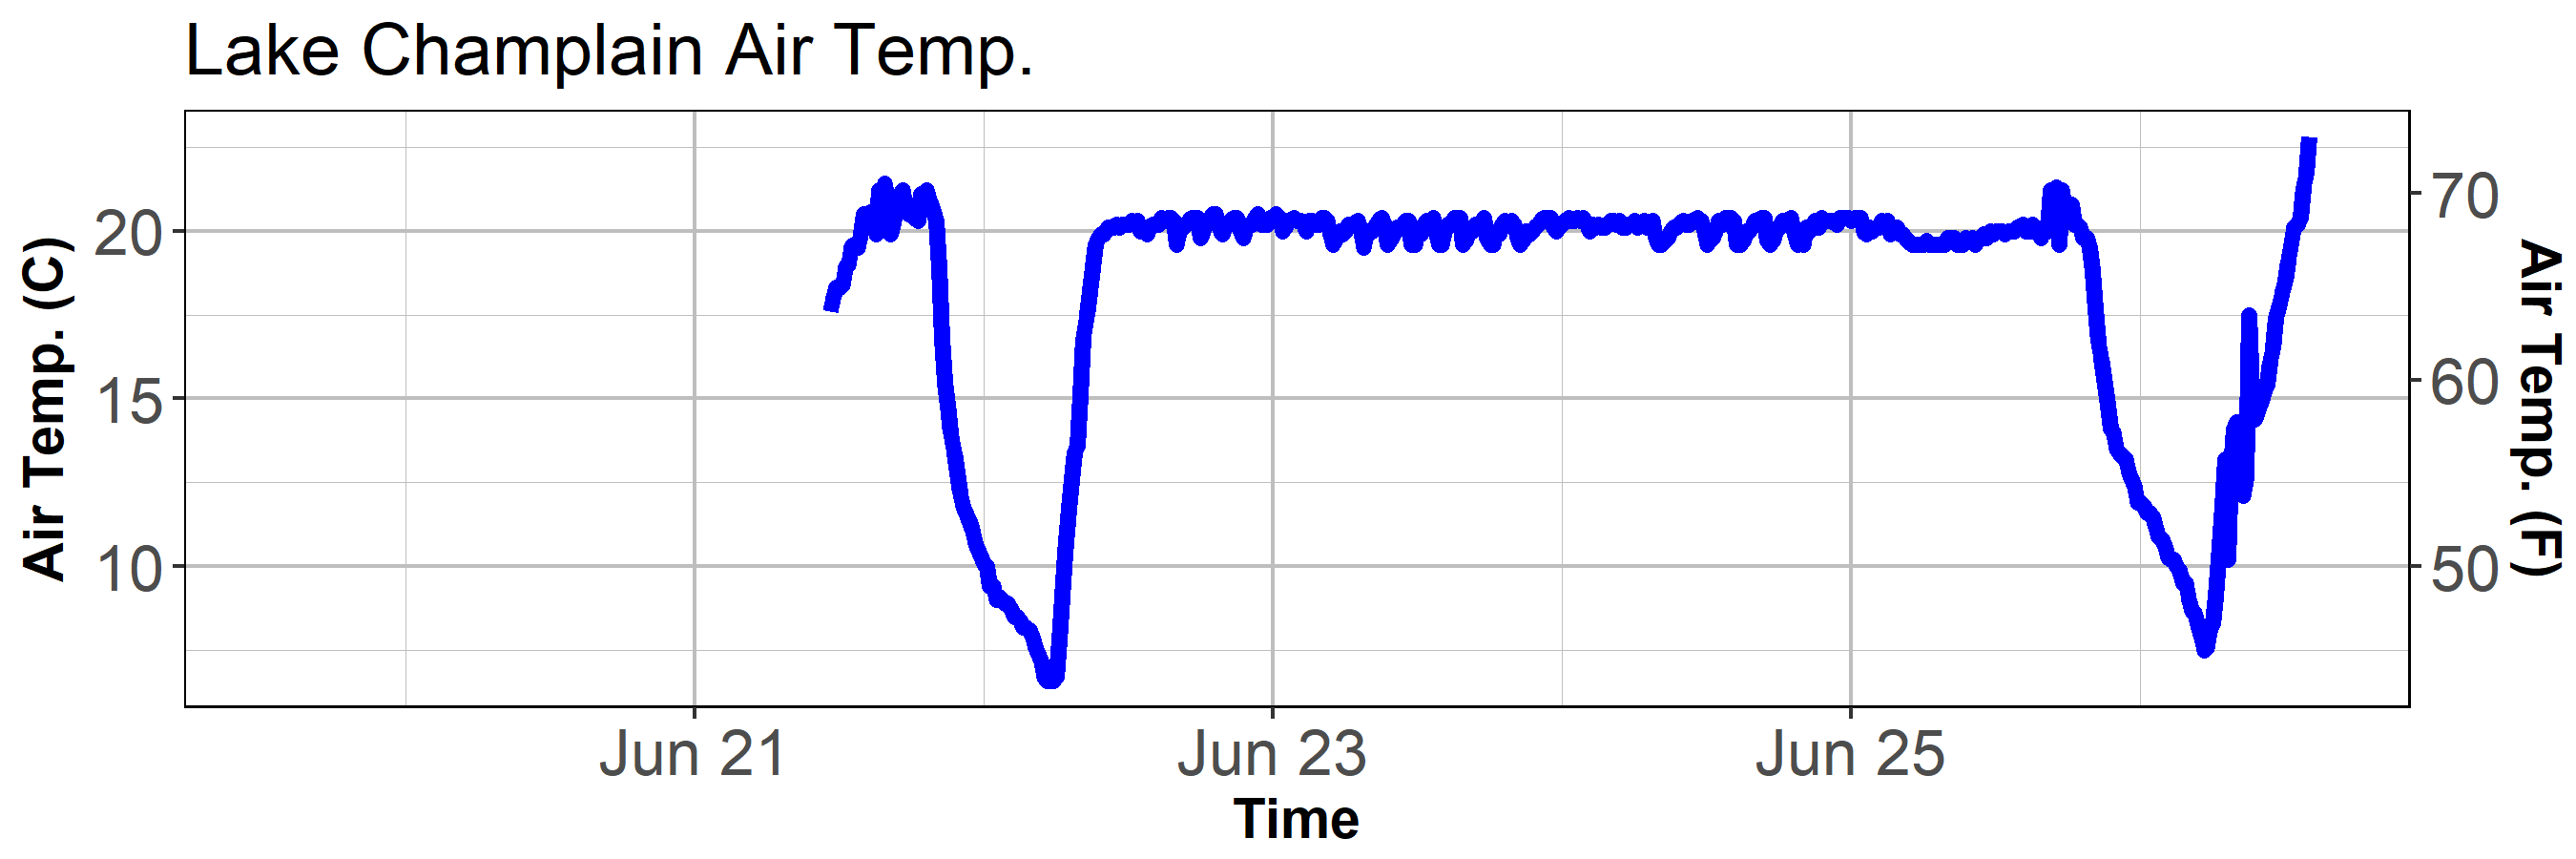 Lake Champlain Air Temp.
Air Temp. (C)
20
15
10
70
60
50
Air Temp. (F)
Jun 21
Jun 23
Jun 25
Time